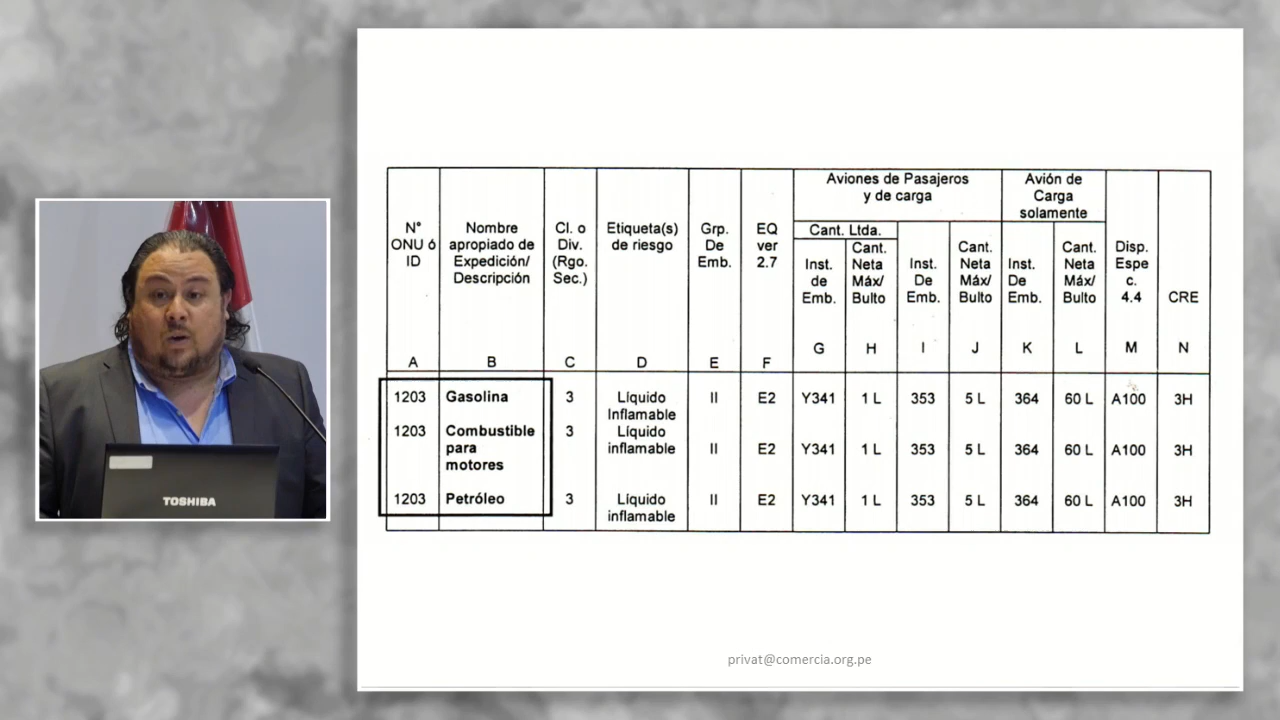 Aviones de Pasajeros
y de carga
Avión de
Carga
solamente
N°
ONU ó
ID
Nombre
apropiado de
Expedición/
Descripción
Cl. o
Div.
(Rgo.
Sec.)
Etiqueta(s)
de riesgo
Grp.
De
Emb.
EQ
ver
2.7
Cant. Ltda.
Inst.
de
Emb.
Cant.
Neta
Máx/
Bulto
Inst.
De
Emb.
Cant.
Neta
Máx/
Bulto
Inst.
De
Emb.
Cant.
Neta
Máx/
Bulto
Disp.
Espe
c.
4.4
CRE
A B C D E F G H I J K L M N
1203 Gasolina 3 Líquido II E2 Y341 1 L 353 5 L 364 60 L A100 3H
Inflamable
1203 Combustible 3 Líquido
para inflamable II E2 Y341 1 L 353 5 L 364 60 L A100 3H
motores
1203 Petróleo 3 Líquido II E2 Y341 1 L 353 5 L 364 60 L A100 3H
inflamable
TOSHIBA
privat@comercia.org.pe